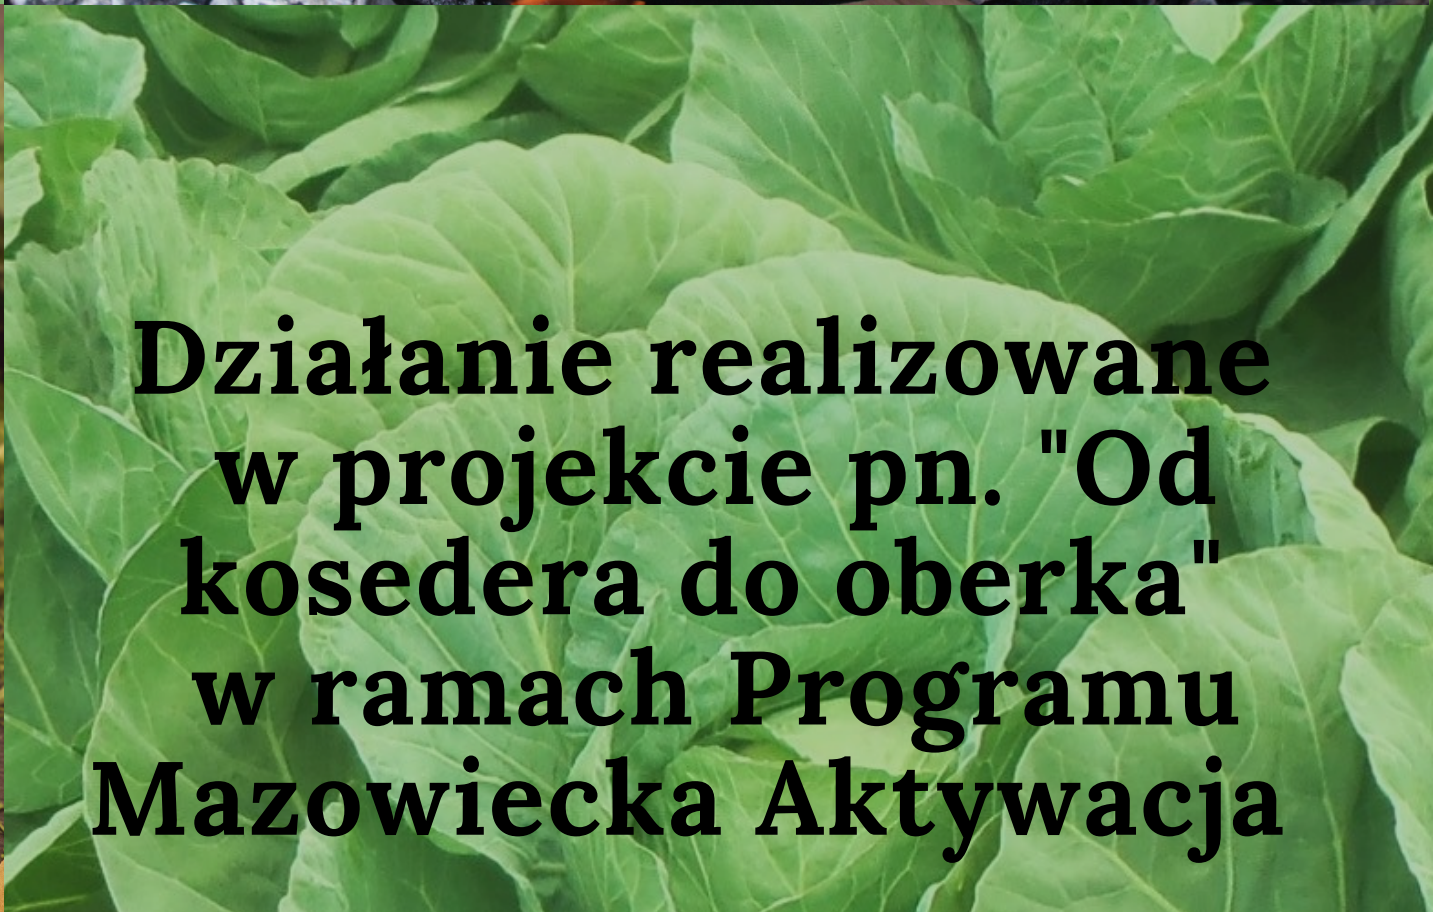 Działanie realizowane
w projekcie pn. "Od
kosedera do oberka"
w ramach Programu
Mazowiecka Aktywacja